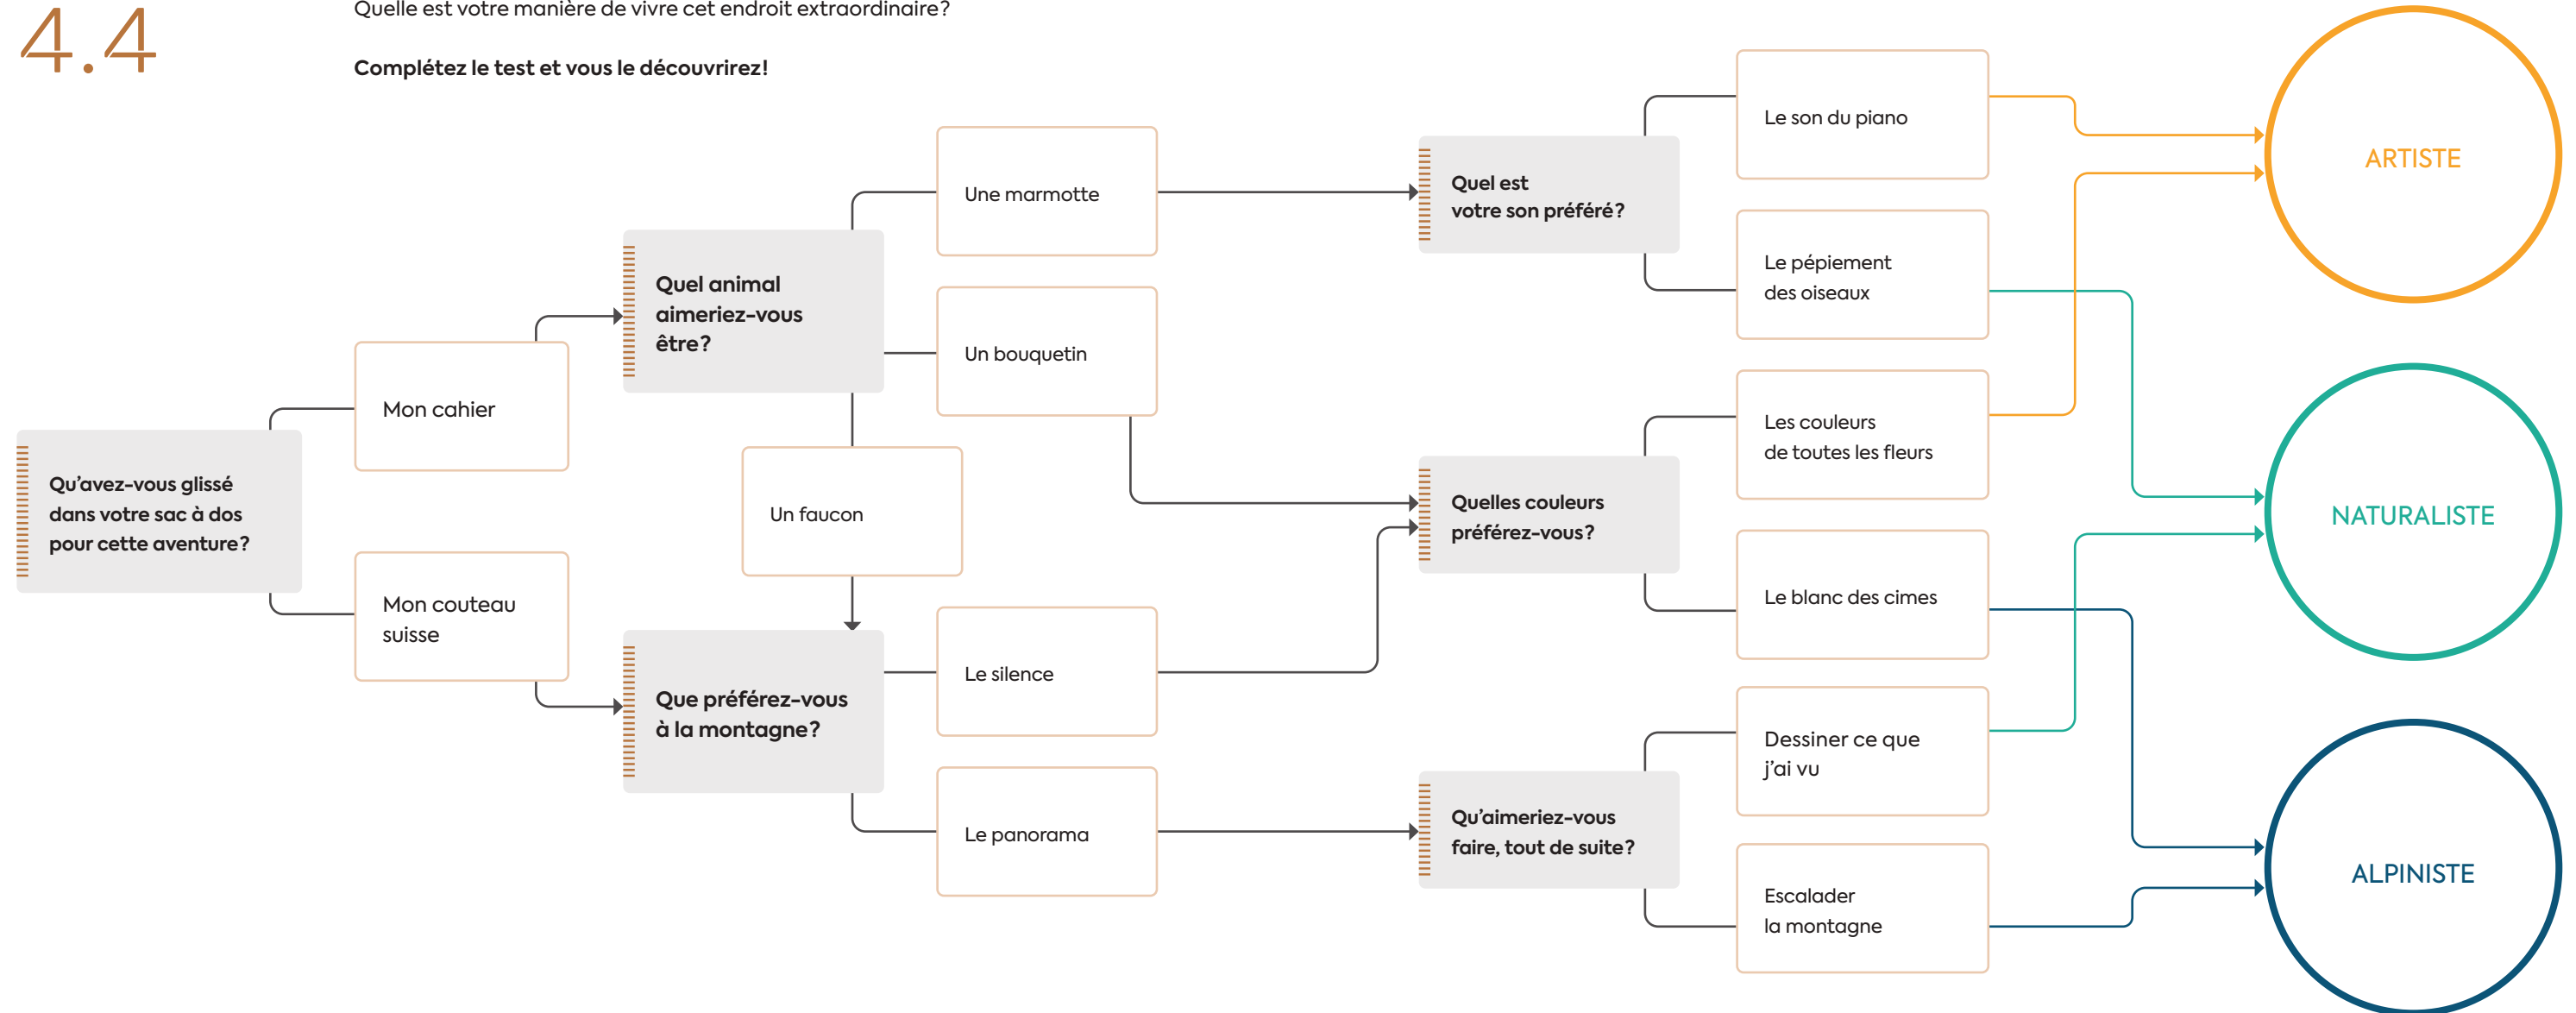 4.4
Quelle est votre manière de vivre cet endroit extraordinaire?
Complétez le test et vous le découvrirez!
Qu’avez-vous glissé
dans votre sac à dos
pour cette aventure?
Mon cahier
Mon couteau
suisse
Quel animal
aimeriez-vous
être?
Une marmotte
Un bouquetin
Un faucon
Que préférez-vous
à la montagne?
Le silence
Le panorama
Quel est
votre son préféré?
Le son du piano
Le pépiement
des oiseaux
Quelles couleurs
préférez-vous?
Les couleurs
de toutes les fleurs
Le blanc des cimes
Qu’aimeriez-vous
faire, tout de suite?
Dessiner ce que
j’ai vu
Escalader
la montagne
ARTISTE
NATURALISTE
ALPINISTE